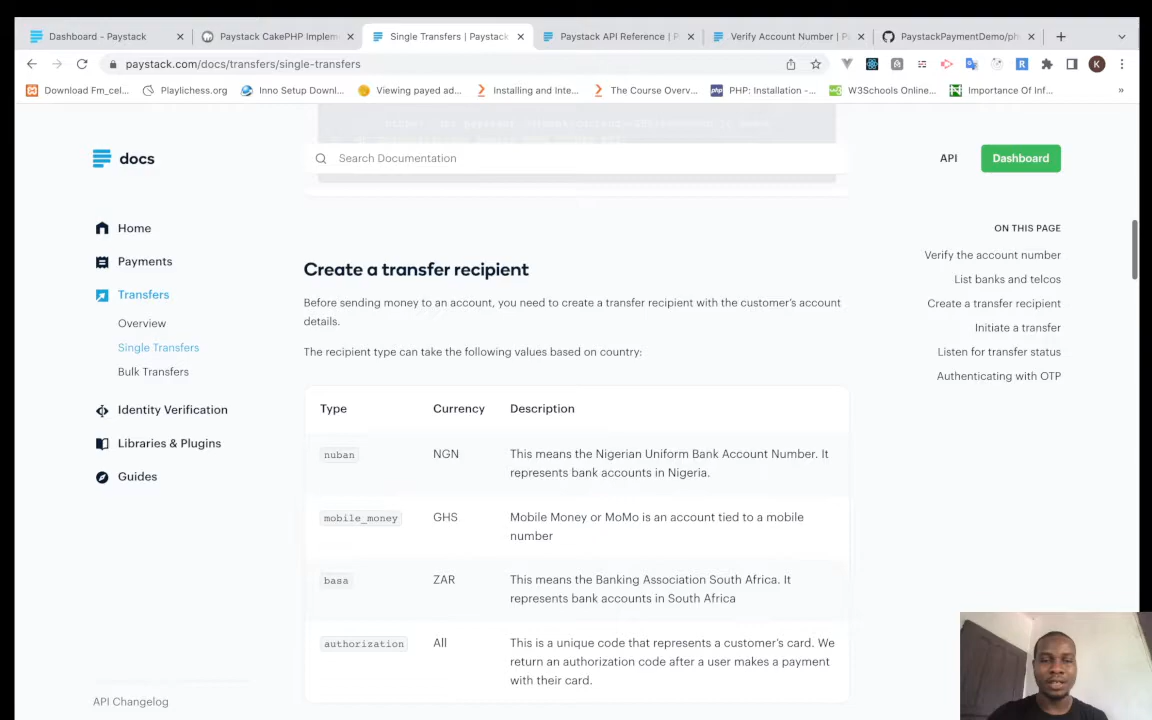 Dashboard - Paystack
Paystack CakePHP Implem
Single Transfers | Paystack
Paystack API Reference | P
Verify Account Number | P
PaystackPaymentDemo/ph
paystack.com/docs/transfers/single-transfers
K
Download Fm_cel...
Playlichess.org
Inno Setup Downl...
Viewing payed ad...
Installing and Inte...
The Course Overv...
PHP: Installation -...
W3Schools Online...
Importance Of Inf...
»
docs
Search Documentation
API
Dashboard
Home
Payments
Transfers
Overview
Single Transfers
Bulk Transfers
Identity Verification
Libraries & Plugins
Guides
API Changelog
Create a transfer recipient
Before sending money to an account, you need to create a transfer recipient with the customer's account
details.
The recipient type can take the following values based on country:
Type Currency Description
nuban NGN This means the Nigerian Uniform Bank Account Number. It
represents bank accounts in Nigeria.
mobile_money GHS Mobile Money or MoMo is an account tied to a mobile
number
basa ZAR This means the Banking Association South Africa. It
represents bank accounts in South Africa
authorization All This is a unique code that represents a customer's card. We
return an authorization code after a user makes a payment
with their card.
ON THIS PAGE
Verify the account number
List banks and telcos
Create a transfer recipient
Initiate a transfer
Listen for transfer status
Authenticating with OTP